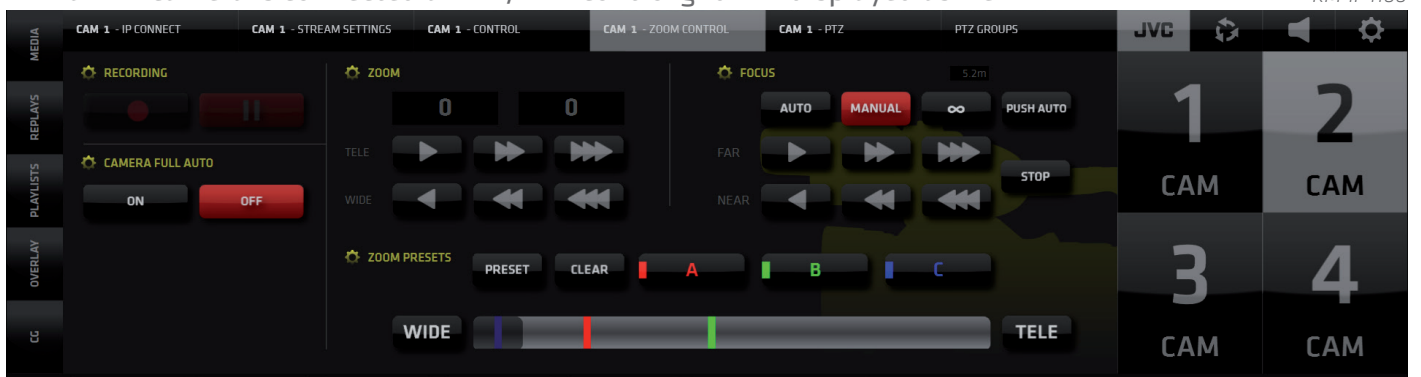 MEDIA
REPLAYS
PLAYLISTS
OVERLAY
CG
CAM 1 - IP CONNECT
CAM 1 - STREAM SETTINGS
CAM 1 - CONTROL
CAM 1 - ZOOM CONTROL
CAM 1 - PTZ
PTZ GROUPS
JVC
RECORDING
CAMERA FULL AUTO
ON
OFF
ZOOM
0
0
TELE
WIDE
FOCUS
5.2m
AUTO
MANUAL
∞
PUSH AUTO
FAR
STOP
NEAR
ZOOM PRESETS
PRESET
CLEAR
A
B
C
WIDE
TELE
1
CAM
2
CAM
3
CAM
4
CAM